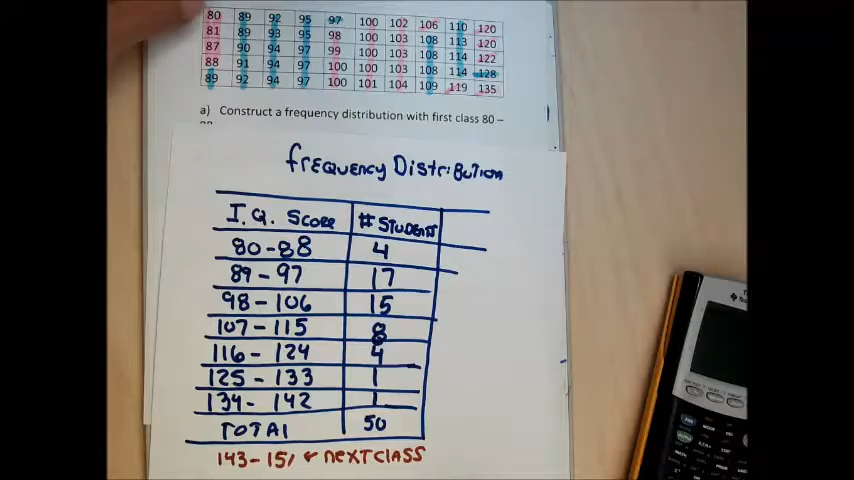 80 89 92 95 97 100 102 106 110 120
81 89 93 95 98 100 103 108 113 120
87 90 94 97 99 100 103 108 114 122
88 91 94 97 100 100 103 108 114 128
89 92 94 97 100 101 104 109 119 135
a) Construct a frequency distribution with first class 80 –
frequency Distribution
I.Q. Score # Students
80-88 4
89-97 17
98-106 15
107-115 8
116-124 4
125-133 1
134-142 1
TOTAL 50
143-151 & next class